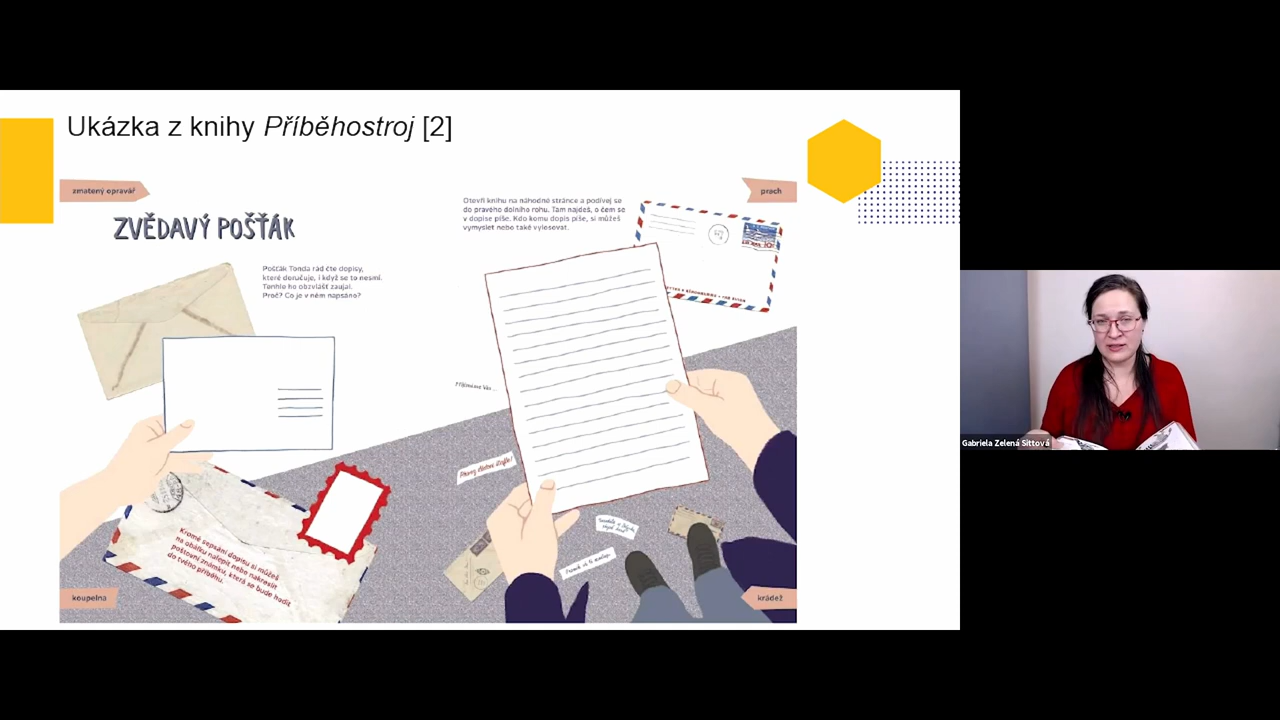 Ukázka z knihy Příběhostroj [2]
zmatený opravář
prach
ZVĚDAVÝ POŠŤÁK
Pošťák Tonda rád čte dopisy,
které doručuje, i když se to nesmí.
Tenhle ho obzvlášť zaujal.
Proč? Co je v něm napsáno?
Otevři knihu na náhodné stránce a podívej se
do pravého dolního rohu. Tam najdeš, o čem se
v dopise píše. Kdo komu dopis píše, si můžeš
vymyslet nebo také vylosovat.
Kromě sepsání dopisu si můžeš
na obálku nalepit nebo nakreslit
poštovní známku, která se bude hodit
do tvého příběhu.
koupelna
krádež
Gabriela Zelená Sittová